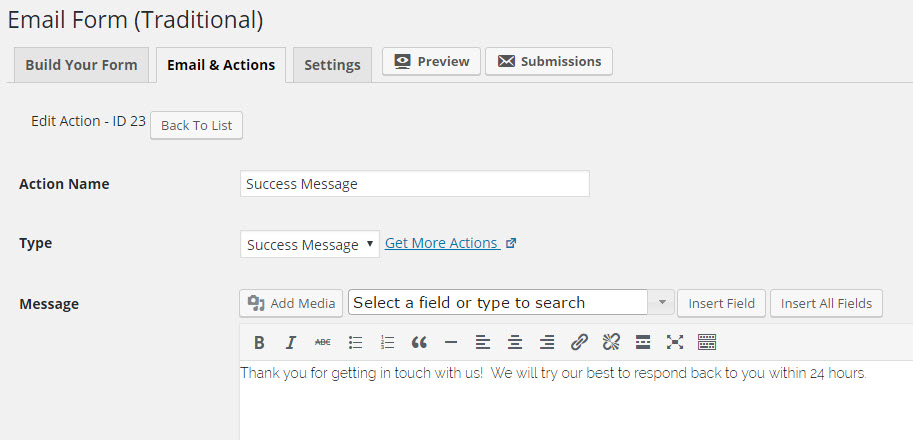 Email Form (Traditional)
Build Your Form Email & Actions Settings Preview Submissions
Edit Action - ID 23 Back To List
Action Name Success Message
Type Success Message Get More Actions
Message Add Media Select a field or type to search Insert Field Insert All Fields
B I ABC
Thank you for getting in touch with us!  We will try our best to respond back to you within 24 hours.